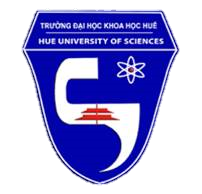 TRƯỜNG ĐẠI HỌC KHOA HỌC HUẾ
HUE UNIVERSITY OF SCIENCES